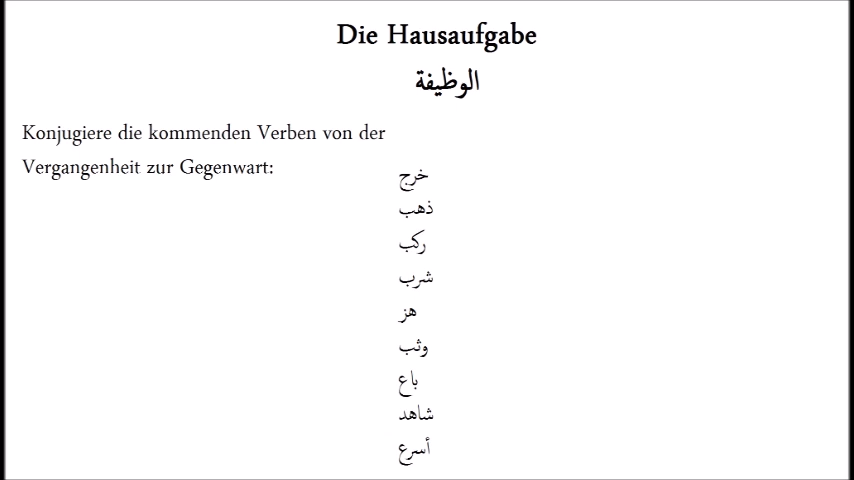 Die Hausaufgabe
الوظيفة
Konjugiere die kommenden Verben von der
Vergangenheit zur Gegenwart:
خرج
ذهب
ركب
شرب
هز
وثب
باع
شاهد
أسرع